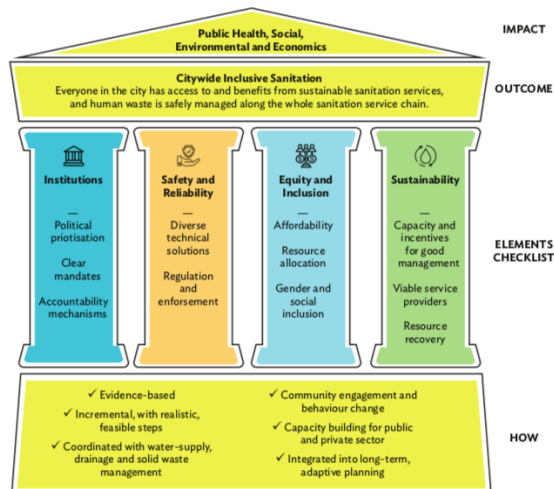 Public Health, Social,
Environmental and Economics
IMPACT
Citywide Inclusive Sanitation
Everyone in the city has access to and benefits from sustainable sanitation services,
and human waste is safely managed along the whole sanitation service chain.
OUTCOME
Institutions
—
Political
priotisation
Clear
mandates
Accountability
mechanisms
Safety and
Reliability
—
Diverse
technical
solutions
Regulation
and
enforcement
Equity and
Inclusion
—
Affordability
Resource
allocation
Gender and
social
inclusion
Sustainability
—
Capacity and
incentives
for good
management
Viable service
providers
Resource
recovery
ELEMENTS
CHECKLIST
✓ Evidence-based
✓ Incremental, with realistic,
feasible steps
✓ Coordinated with water-supply,
drainage and solid waste
management
✓ Community engagement and
behaviour change
✓ Capacity building for public
and private sector
✓ Integrated into long-term,
adaptive planning
HOW